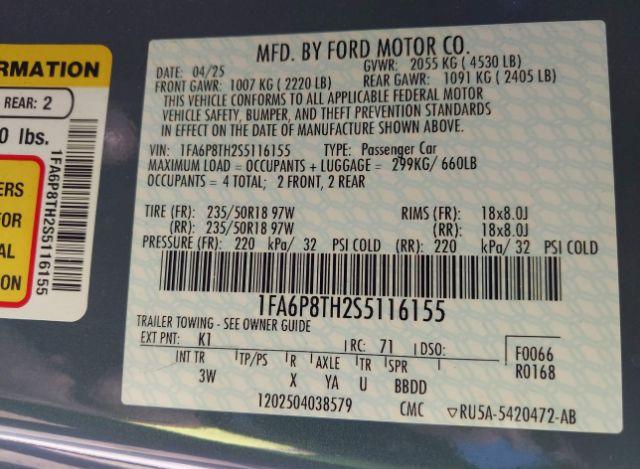 RMATION
REAR: 2
0 lbs.
ERS
FOR
AL
ON
1FA6P8TH2S5116155
MFD. BY FORD MOTOR CO.
DATE: 04/25 GVWR: 2055 KG ( 4530 LB)
FRONT GAWR: 1007 KG ( 2220 LB) REAR GAWR: 1091 KG ( 2405 LB)
THIS VEHICLE CONFORMS TO ALL APPLICABLE FEDERAL MOTOR
VEHICLE SAFETY, BUMPER, AND THEFT PREVENTION STANDARDS
IN EFFECT ON THE DATE OF MANUFACTURE SHOWN ABOVE.
VIN: 1FA6P8TH2S5116155 TYPE: Passenger Car
MAXIMUM LOAD = OCCUPANTS + LUGGAGE = 299KG/ 660LB
OCCUPANTS = 4 TOTAL; 2 FRONT, 2 REAR
TIRE (FR): 235/50R18 97W RIMS (FR): 18x8.0J
(RR): 235/50R18 97W (RR): 18x8.0J
PRESSURE (FR): 220 kPa/ 32 PSI COLD (RR): 220 kPa/ 32 PSI COLD
1FA6P8TH2S5116155
TRAILER TOWING - SEE OWNER GUIDE
EXT PNT: K1 RC: 71 DSO: F0066
INT TR TP/PS R AXLE TR SPR R0168
3W X YA U BBDD
1202504038579 CMC ▽RU5A-5420472-AB